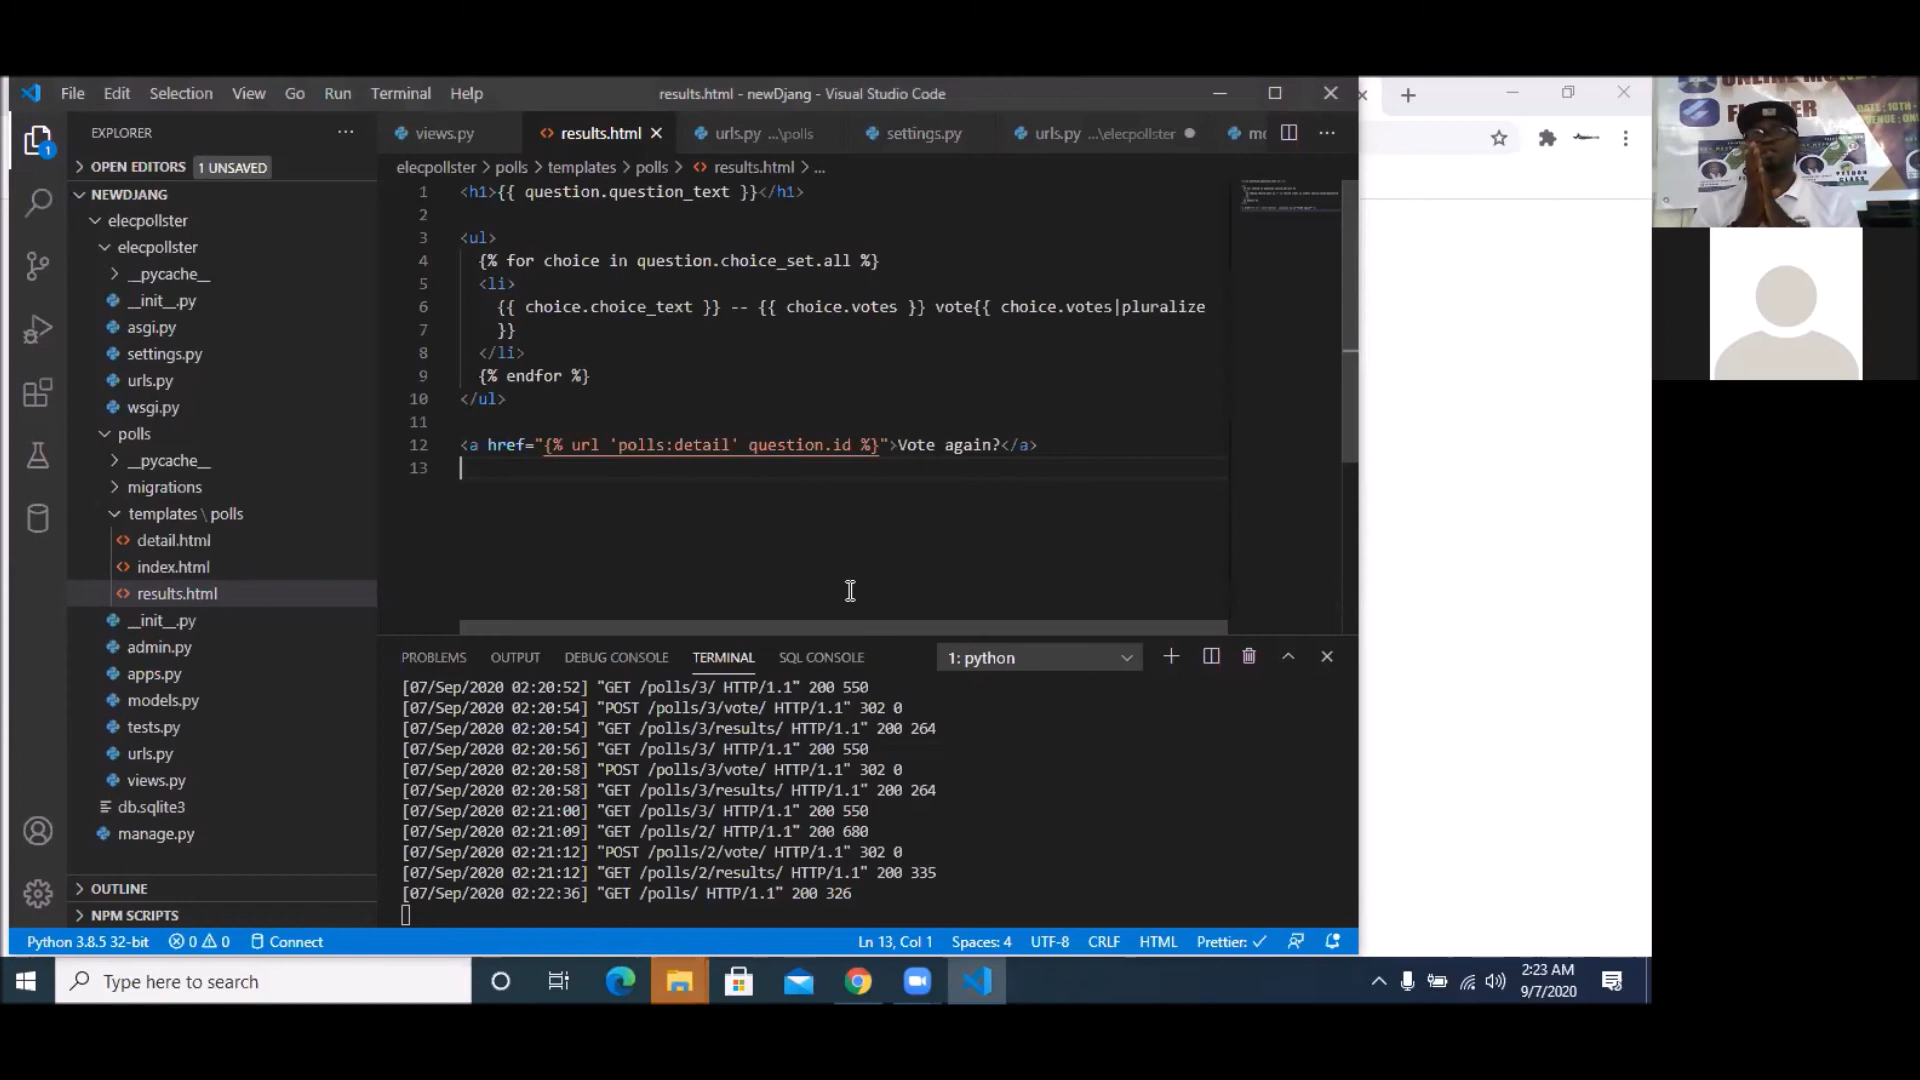 File Edit Selection View Go Run Terminal Help
results.html - newDjang - Visual Studio Code
EXPLORER
views.py
results.html
urls.py ...\polls
settings.py
urls.py ...\elecpollster
OPEN EDITORS 1 UNSAVED
NEWDJANG
elecpollster
elecpollster
__pycache__
__init__.py
asgi.py
settings.py
urls.py
wsgi.py
polls
__pycache__
migrations
templates \ polls
detail.html
index.html
results.html
__init__.py
admin.py
apps.py
models.py
tests.py
urls.py
views.py
db.sqlite3
manage.py
OUTLINE
NPM SCRIPTS
elecpollster > polls > templates > polls > results.html > ...
1 <h1>{{ question.question_text }}</h1>
2
3 <ul>
4 {% for choice in question.choice_set.all %}
5 <li>
6 {{ choice.choice_text }} -- {{ choice.votes }} vote{{ choice.votes|pluralize
7 }}
8 </li>
9 {% endfor %}
10 </ul>
11
12 <a href="{% url 'polls:detail' question.id %}">Vote again?</a>
13
PROBLEMS OUTPUT DEBUG CONSOLE TERMINAL SQL CONSOLE 1: python
[07/Sep/2020 02:20:52] "GET /polls/3/ HTTP/1.1" 200 550
[07/Sep/2020 02:20:54] "POST /polls/3/vote/ HTTP/1.1" 302 0
[07/Sep/2020 02:20:54] "GET /polls/3/results/ HTTP/1.1" 200 264
[07/Sep/2020 02:20:56] "GET /polls/3/ HTTP/1.1" 200 550
[07/Sep/2020 02:20:58] "POST /polls/3/vote/ HTTP/1.1" 302 0
[07/Sep/2020 02:20:58] "GET /polls/3/results/ HTTP/1.1" 200 264
[07/Sep/2020 02:21:00] "GET /polls/3/ HTTP/1.1" 200 550
[07/Sep/2020 02:21:09] "GET /polls/2/ HTTP/1.1" 200 680
[07/Sep/2020 02:21:12] "POST /polls/2/vote/ HTTP/1.1" 302 0
[07/Sep/2020 02:21:12] "GET /polls/2/results/ HTTP/1.1" 200 335
[07/Sep/2020 02:22:36] "GET /polls/ HTTP/1.1" 200 326
Python 3.8.5 32-bit 0 0 Connect
Ln 13, Col 1 Spaces: 4 UTF-8 CRLF HTML Prettier: ✓
Type here to search
2:23 AM
9/7/2020
1
ONLINE